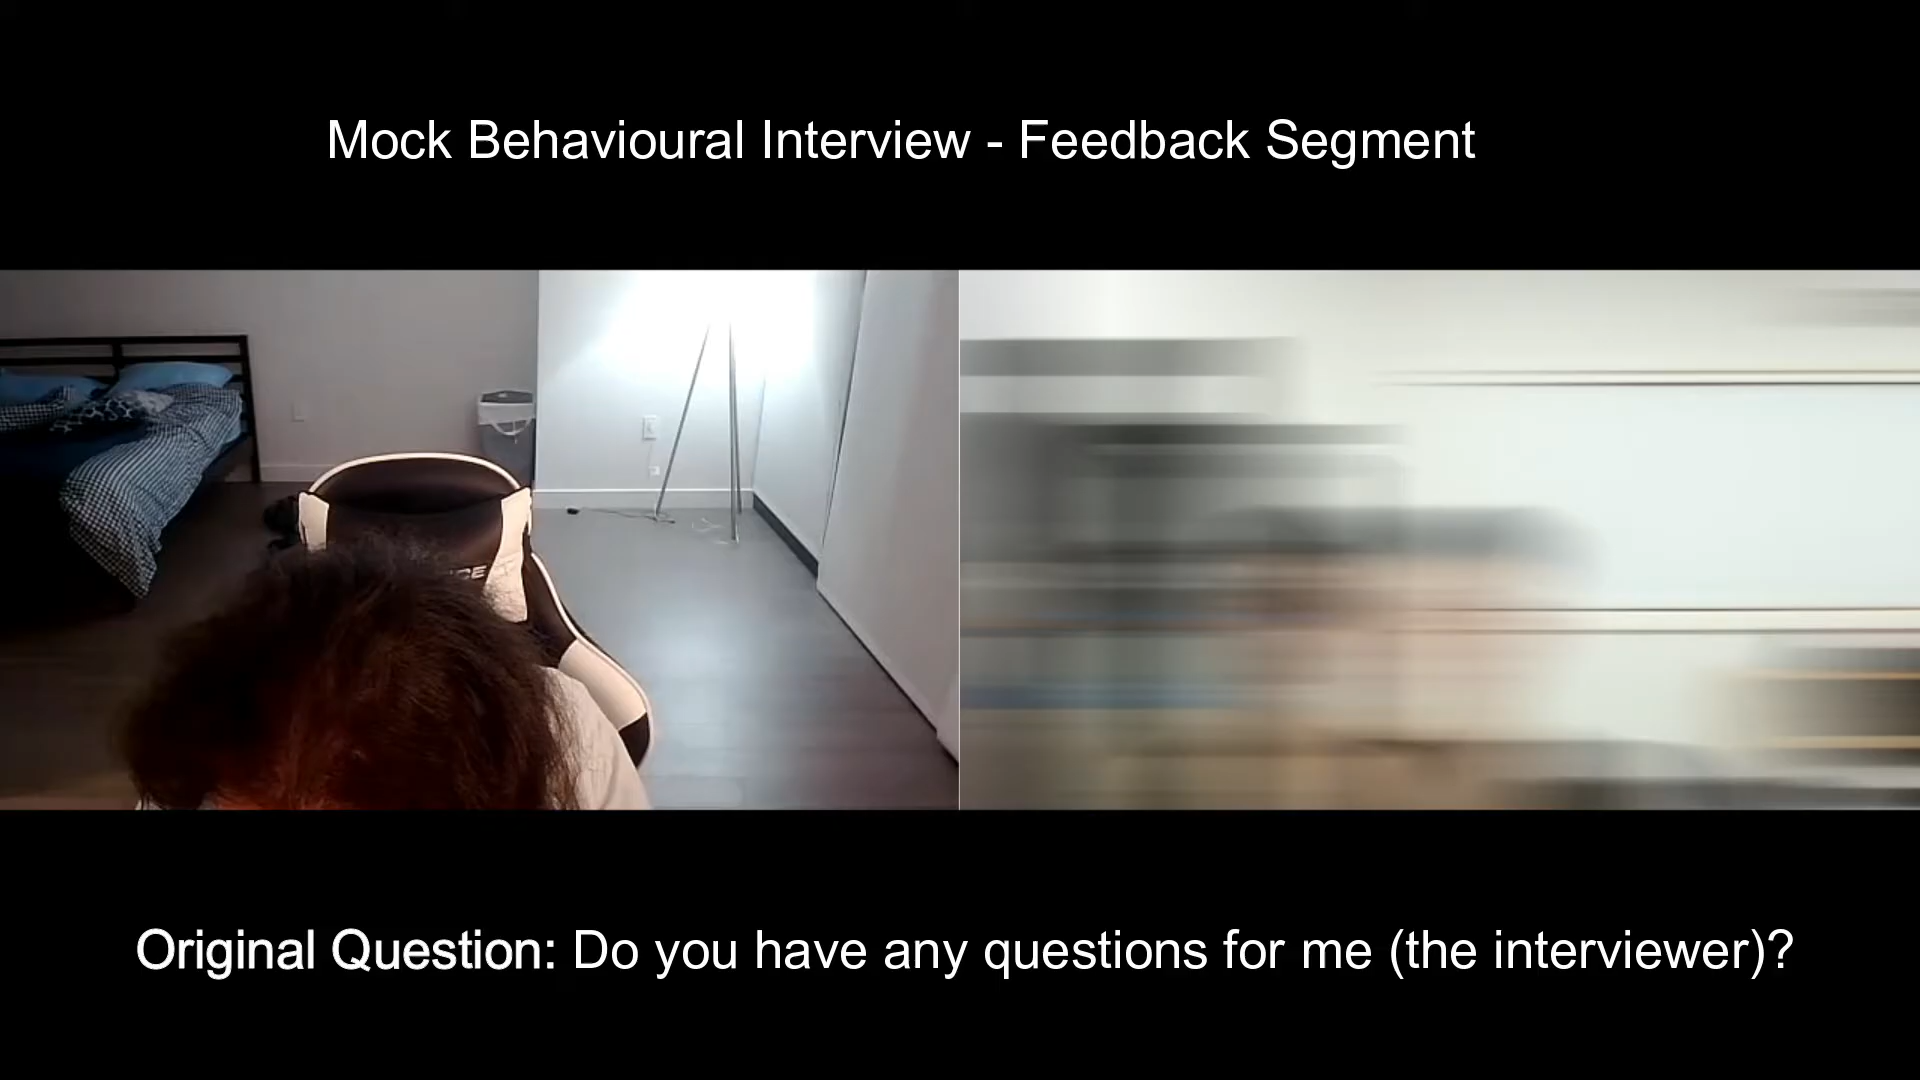 Mock Behavioural Interview - Feedback Segment
Original Question: Do you have any questions for me (the interviewer)?